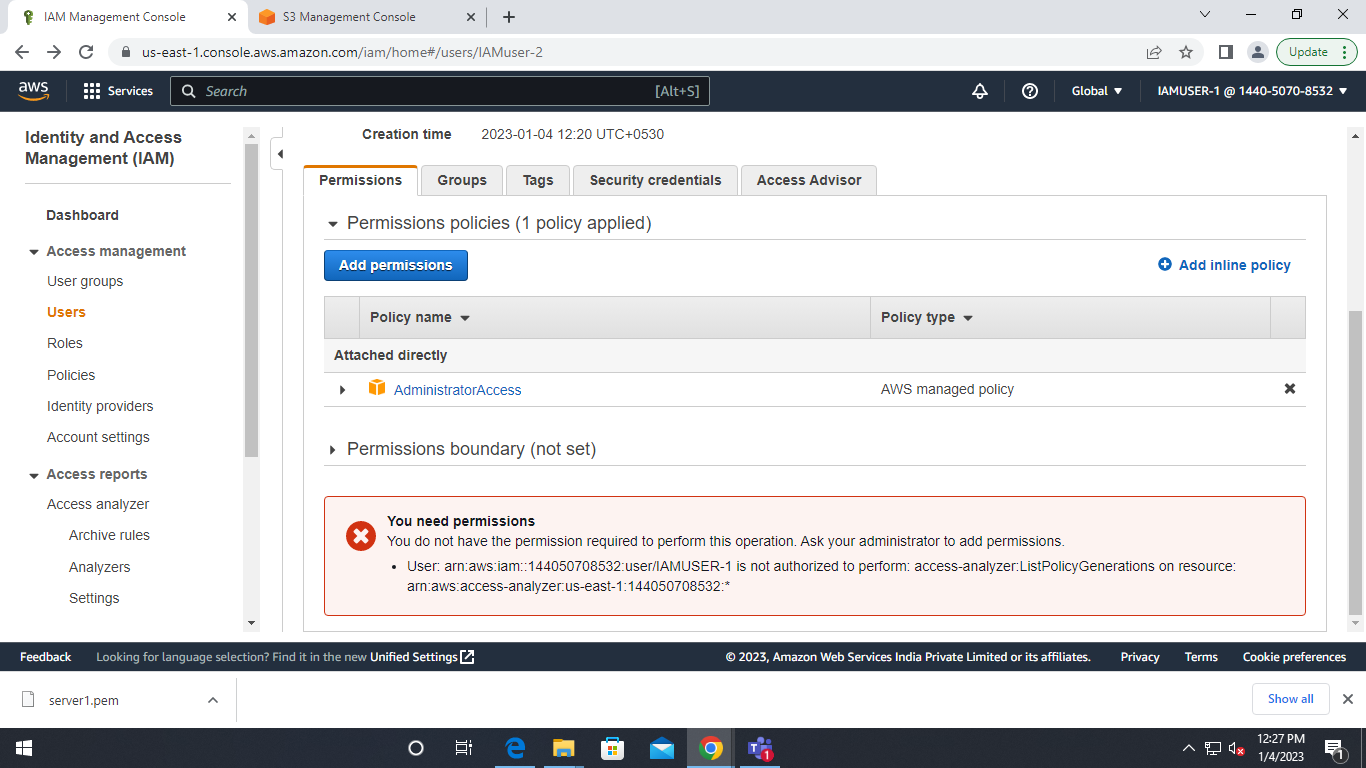 IAM Management Console
S3 Management Console
us-east-1.console.aws.amazon.com/iam/home#/users/IAMuser-2
Update
aws
Services
Search
[Alt+S]
Global
IAMUSER-1 @ 1440-5070-8532
Identity and Access
Management (IAM)
Dashboard
Access management
User groups
Users
Roles
Policies
Identity providers
Account settings
Access reports
Access analyzer
Archive rules
Analyzers
Settings
Creation time 2023-01-04 12:20 UTC+0530
Permissions Groups Tags Security credentials Access Advisor
Permissions policies (1 policy applied)
Add permissions
Add inline policy
Policy name Policy type
Attached directly
AdministratorAccess AWS managed policy
Permissions boundary (not set)
You need permissions
You do not have the permission required to perform this operation. Ask your administrator to add permissions.
• User: arn:aws:iam::144050708532:user/IAMUSER-1 is not authorized to perform: access-analyzer:ListPolicyGenerations on resource:
arn:aws:access-analyzer:us-east-1:144050708532:*
Feedback Looking for language selection? Find it in the new Unified Settings
© 2023, Amazon Web Services India Private Limited or its affiliates. Privacy Terms Cookie preferences
server1.pem
Show all
12:27 PM
1/4/2023
1
1